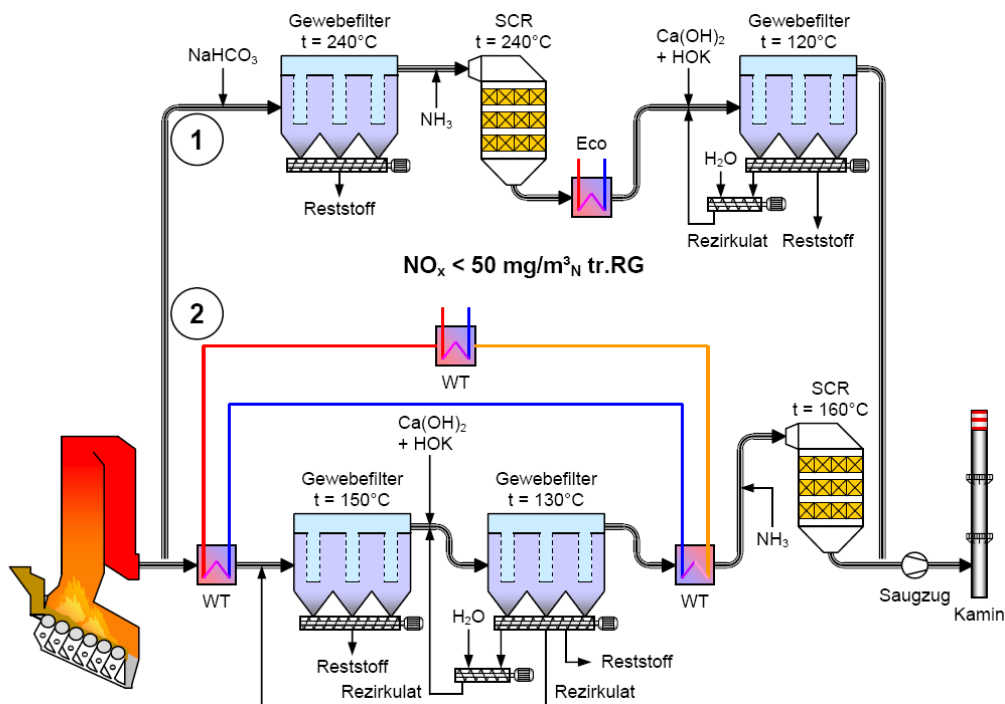 Gewebefilter
t = 240°C
SCR
t = 240°C
Ca(OH)₂
+ HOK
Gewebefilter
t = 120°C
NaHCO₃
1
NH₃
Eco
H₂O
Reststoff
Rezirkulat
Reststoff
NOₓ < 50 mg/m³N tr.RG
2
WT
SCR
t = 160°C
Ca(OH)₂
+ HOK
Gewebefilter
t = 150°C
Gewebefilter
t = 130°C
NH₃
WT
WT
Saugzug
Kamin
H₂O
Reststoff
Reststoff
Rezirkulat
Rezirkulat